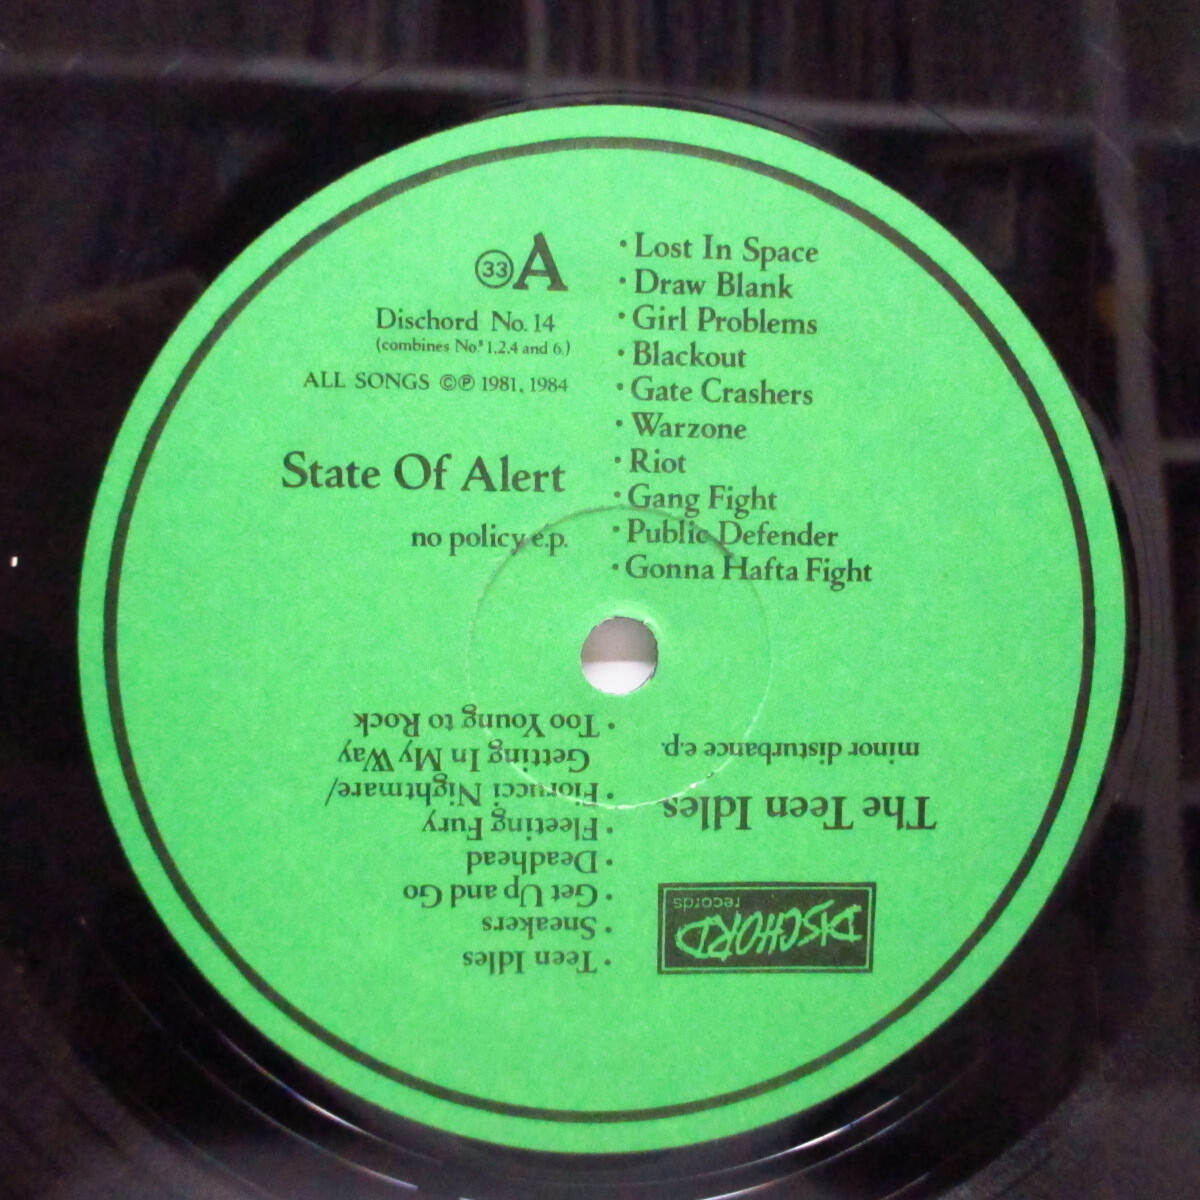 33 A
Dischord No. 14
(combines No.s 1,2,4 and 6.)
ALL SONGS ©℗ 1981, 1984
State Of Alert
no policy e.p.
· Lost In Space
· Draw Blank
· Girl Problems
· Blackout
· Gate Crashers
· Warzone
· Riot
· Gang Fight
· Public Defender
· Gonna Hafta Fight
DISCHORD
records
The Teen Idles
minor disturbance e.p.
· Teen Idles
· Sneakers
· Get Up and Go
· Deadhead
· Fleeting Fury
· Fiorucci Nightmare/
Getting In My Way
· Too Young to Rock